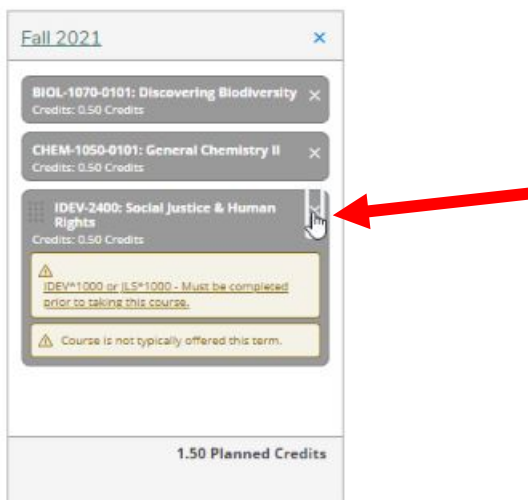 Fall 2021
BIOL-1070-0101: Discovering Biodiversity
Credits: 0.50 Credits
CHEM-1050-0101: General Chemistry II
Credits: 0.50 Credits
IDEV-2400: Social Justice & Human
Rights
Credits: 0.50 Credits
IDEV*1000 or ILS*1000 - Must be completed
prior to taking this course.
Course is not typically offered this term.
1.50 Planned Credits